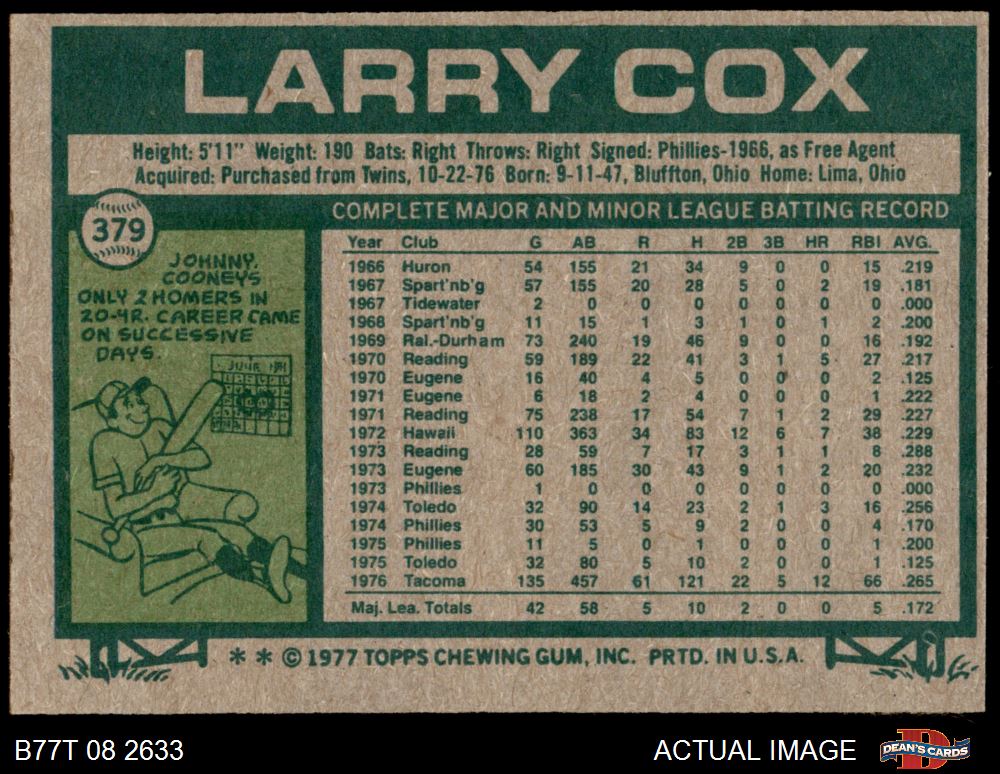 LARRY COX
Height: 5'11" Weight: 190 Bats: Right Throws: Right Signed: Phillies-1966, as Free Agent
Acquired: Purchased from Twins, 10-22-76 Born: 9-11-47, Bluffton, Ohio Home: Lima, Ohio
379
JOHNNY
COONEYS
ONLY 2 HOMERS IN
20-YR. CAREER CAME
ON SUCCESSIVE
DAYS.
JUNE
COMPLETE MAJOR AND MINOR LEAGUE BATTING RECORD
Year Club G AB R H 2B 3B HR RBI AVG.
1966 Huron 54 155 21 34 9 0 0 15 .219
1967 Spart'nb'g 57 155 20 28 5 0 2 19 .181
1967 Tidewater 2 0 0 0 0 0 0 0 .000
1968 Spart'nb'g 11 15 1 3 1 0 1 2 .200
1969 Ral.-Durham 73 240 19 46 9 0 0 16 .192
1970 Reading 59 189 22 41 3 1 5 27 .217
1970 Eugene 16 40 4 5 0 0 0 2 .125
1971 Eugene 6 18 2 4 0 0 0 1 .222
1971 Reading 75 238 17 54 7 1 2 29 .227
1972 Hawaii 110 363 34 83 12 6 7 38 .229
1973 Reading 28 59 7 17 3 1 1 8 .288
1973 Eugene 60 185 30 43 9 1 2 20 .232
1973 Phillies 1 0 0 0 0 0 0 0 .000
1974 Toledo 32 90 14 23 2 1 3 16 .256
1974 Phillies 30 53 5 9 2 0 0 4 .170
1975 Phillies 11 5 0 1 0 0 0 1 .200
1975 Toledo 32 80 5 10 2 0 0 1 .125
1976 Tacoma 135 457 61 121 22 5 12 66 .265
Maj. Lea. Totals 42 58 5 10 2 0 0 5 .172
* * © 1977 TOPPS CHEWING GUM, INC. PRTD. IN U.S.A.
B77T 08 2633
ACTUAL IMAGE
DEAN'S CARDS